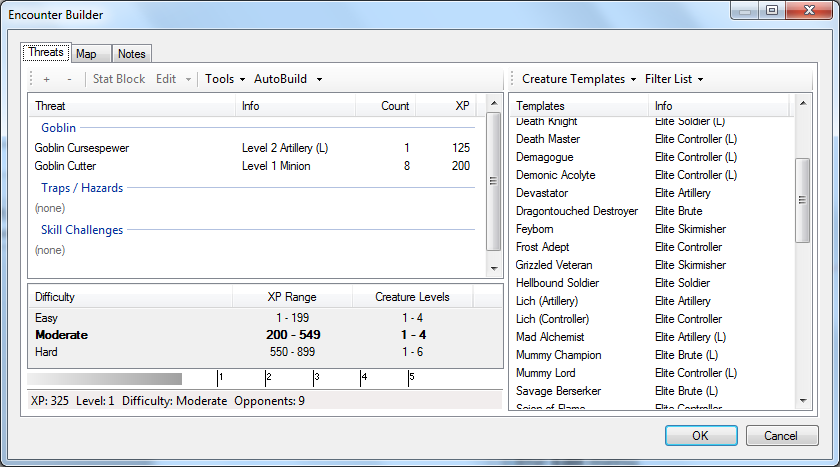 Encounter Builder
Threats Map Notes
+ - Stat Block Edit Tools AutoBuild
Threat Info Count XP
Goblin
Goblin Cursespewer Level 2 Artillery (L) 1 125
Goblin Cutter Level 1 Minion 8 200
Traps / Hazards
(none)
Skill Challenges
(none)
Difficulty XP Range Creature Levels
Easy 1 - 199 1 - 4
Moderate 200 - 549 1 - 4
Hard 550 - 899 1 - 6
1 2 3 4 5
XP: 325 Level: 1 Difficulty: Moderate Opponents: 9
Creature Templates Filter List
Templates Info
Death Knight Elite Soldier (L)
Death Master Elite Controller (L)
Demagogue Elite Controller (L)
Demonic Acolyte Elite Controller (L)
Devastator Elite Artillery
Dragontouched Destroyer Elite Brute
Feyborn Elite Skirmisher
Frost Adept Elite Controller
Grizzled Veteran Elite Skirmisher
Hellbound Soldier Elite Soldier
Lich (Artillery) Elite Artillery
Lich (Controller) Elite Controller
Mad Alchemist Elite Artillery (L)
Mummy Champion Elite Brute (L)
Mummy Lord Elite Controller (L)
Savage Berserker Elite Brute (L)
Scion of Flame Elite Controller
OK Cancel